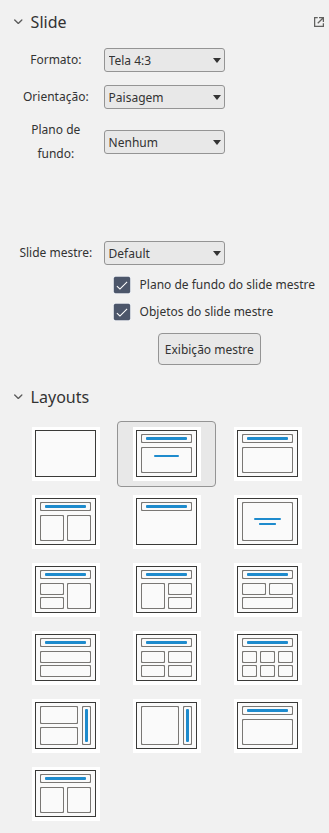 Slide
Formato: Tela 4:3
Orientação: Paisagem
Plano de
fundo: Nenhum
Slide mestre: Default
Plano de fundo do slide mestre
Objetos do slide mestre
Exibição mestre
Layouts